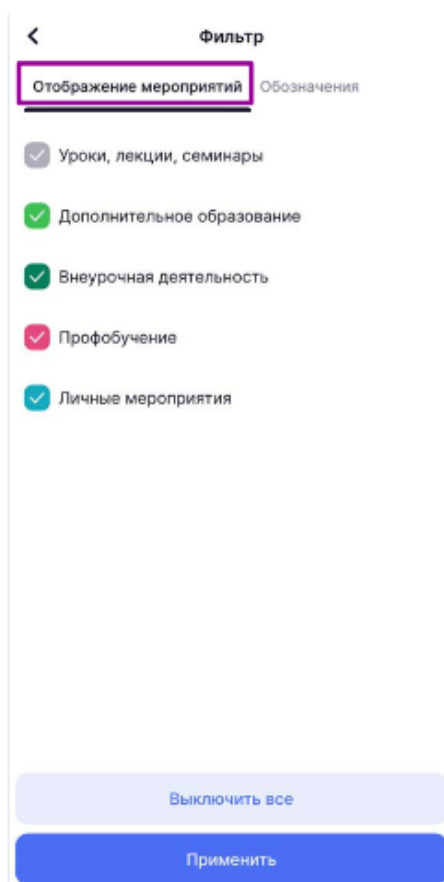 Фильтр
Отображение мероприятий Обозначения
Уроки, лекции, семинары
Дополнительное образование
Внеурочная деятельность
Профобучение
Личные мероприятия
Выключить все
Применить